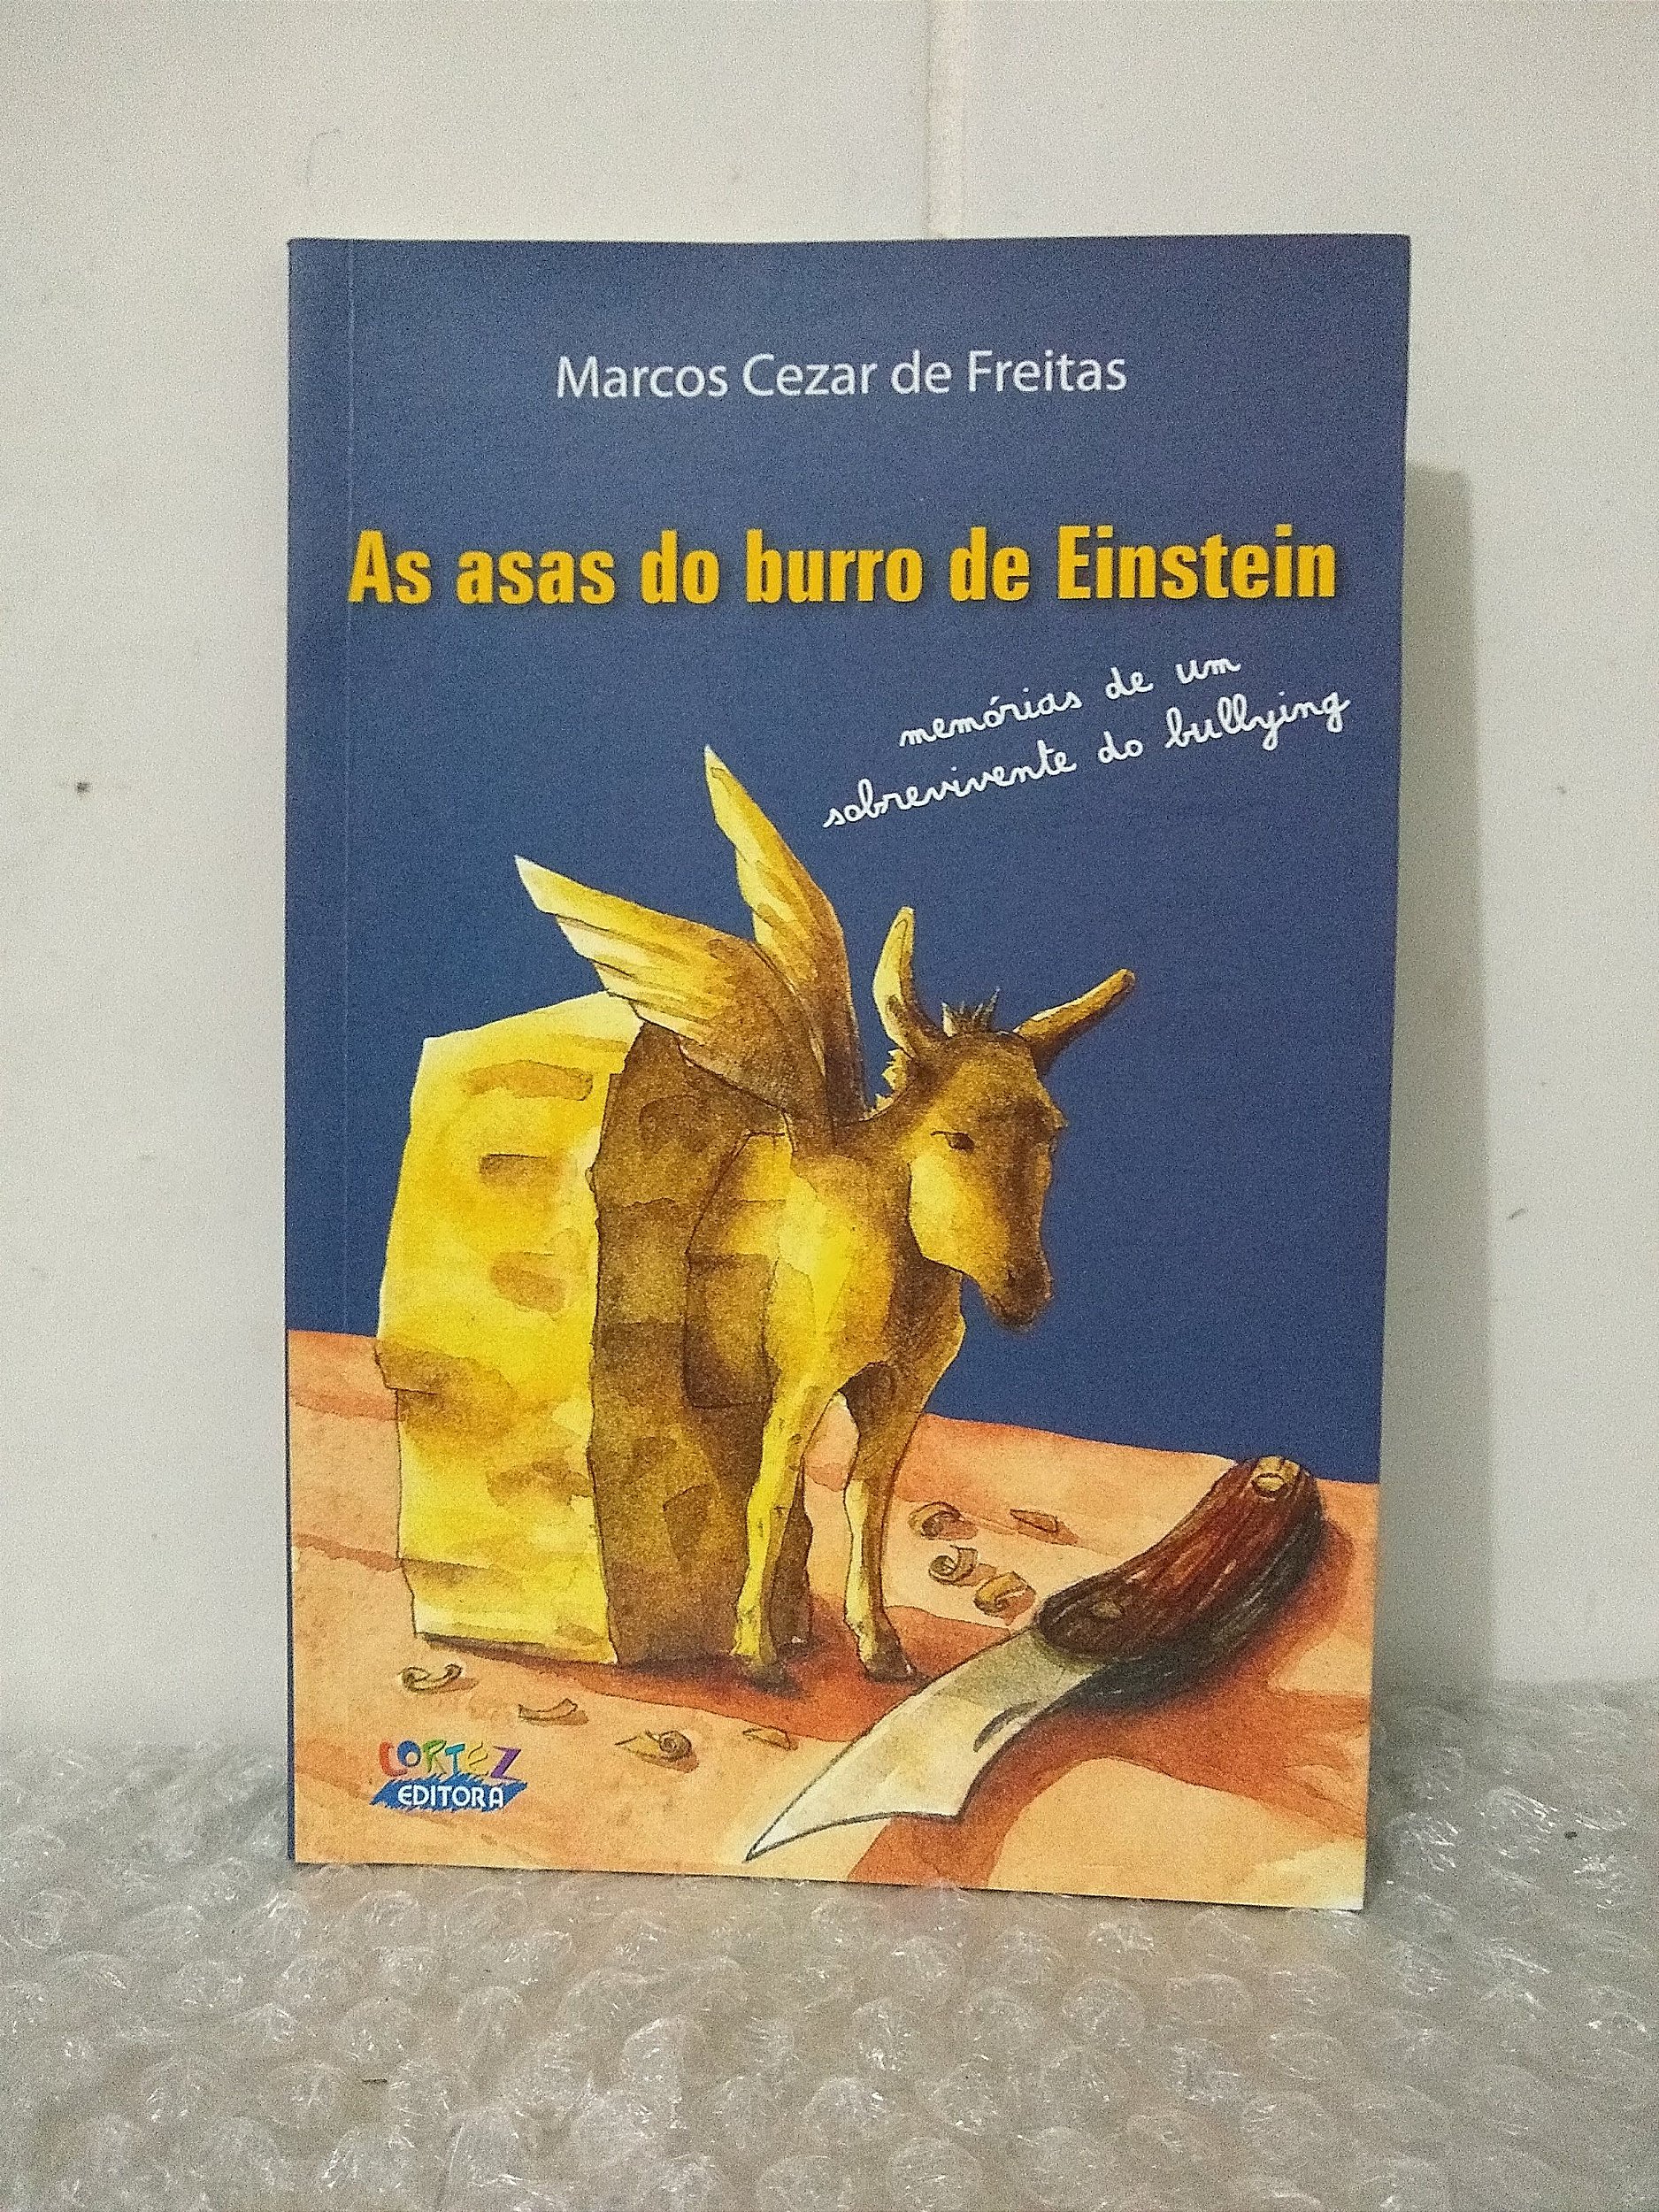 Marcos Cezar de Freitas
As asas do burro de Einstein
memórias de um
sobrevivente do bullying
CORTEZ
EDITORA